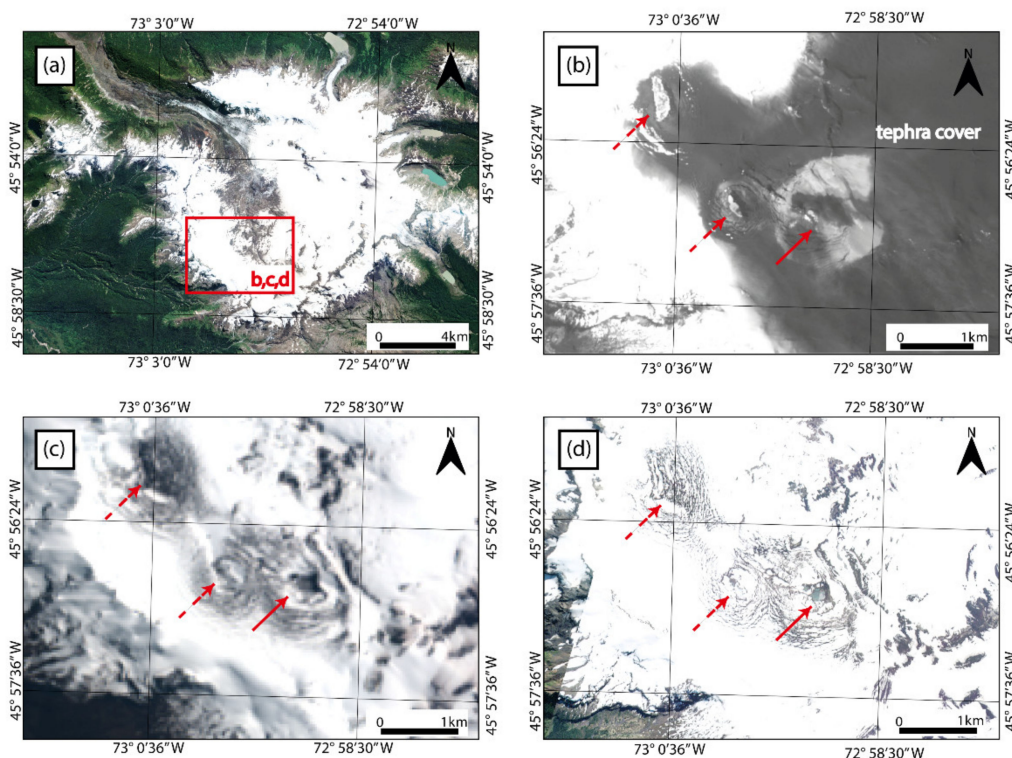 73° 3′0″W
72° 54′0″W
(a)
N
45° 54′0″W
45° 54′0″W
b,c,d
45° 58′30″W
45° 58′30″W
0 4km
73° 3′0″W
72° 54′0″W
73° 0′36″W
72° 58′30″W
(b)
N
tephra cover
45° 56′24″W
45° 56′24″W
45° 57′36″W
45° 57′36″W
0 1km
73° 0′36″W
72° 58′30″W
73° 0′36″W
72° 58′30″W
(c)
N
45° 56′24″W
45° 56′24″W
45° 57′36″W
45° 57′36″W
0 1km
73° 0′36″W
72° 58′30″W
73° 0′36″W
72° 58′30″W
(d)
N
45° 56′24″W
45° 56′24″W
45° 57′36″W
45° 57′36″W
0 1km
73° 0′36″W
72° 58′30″W